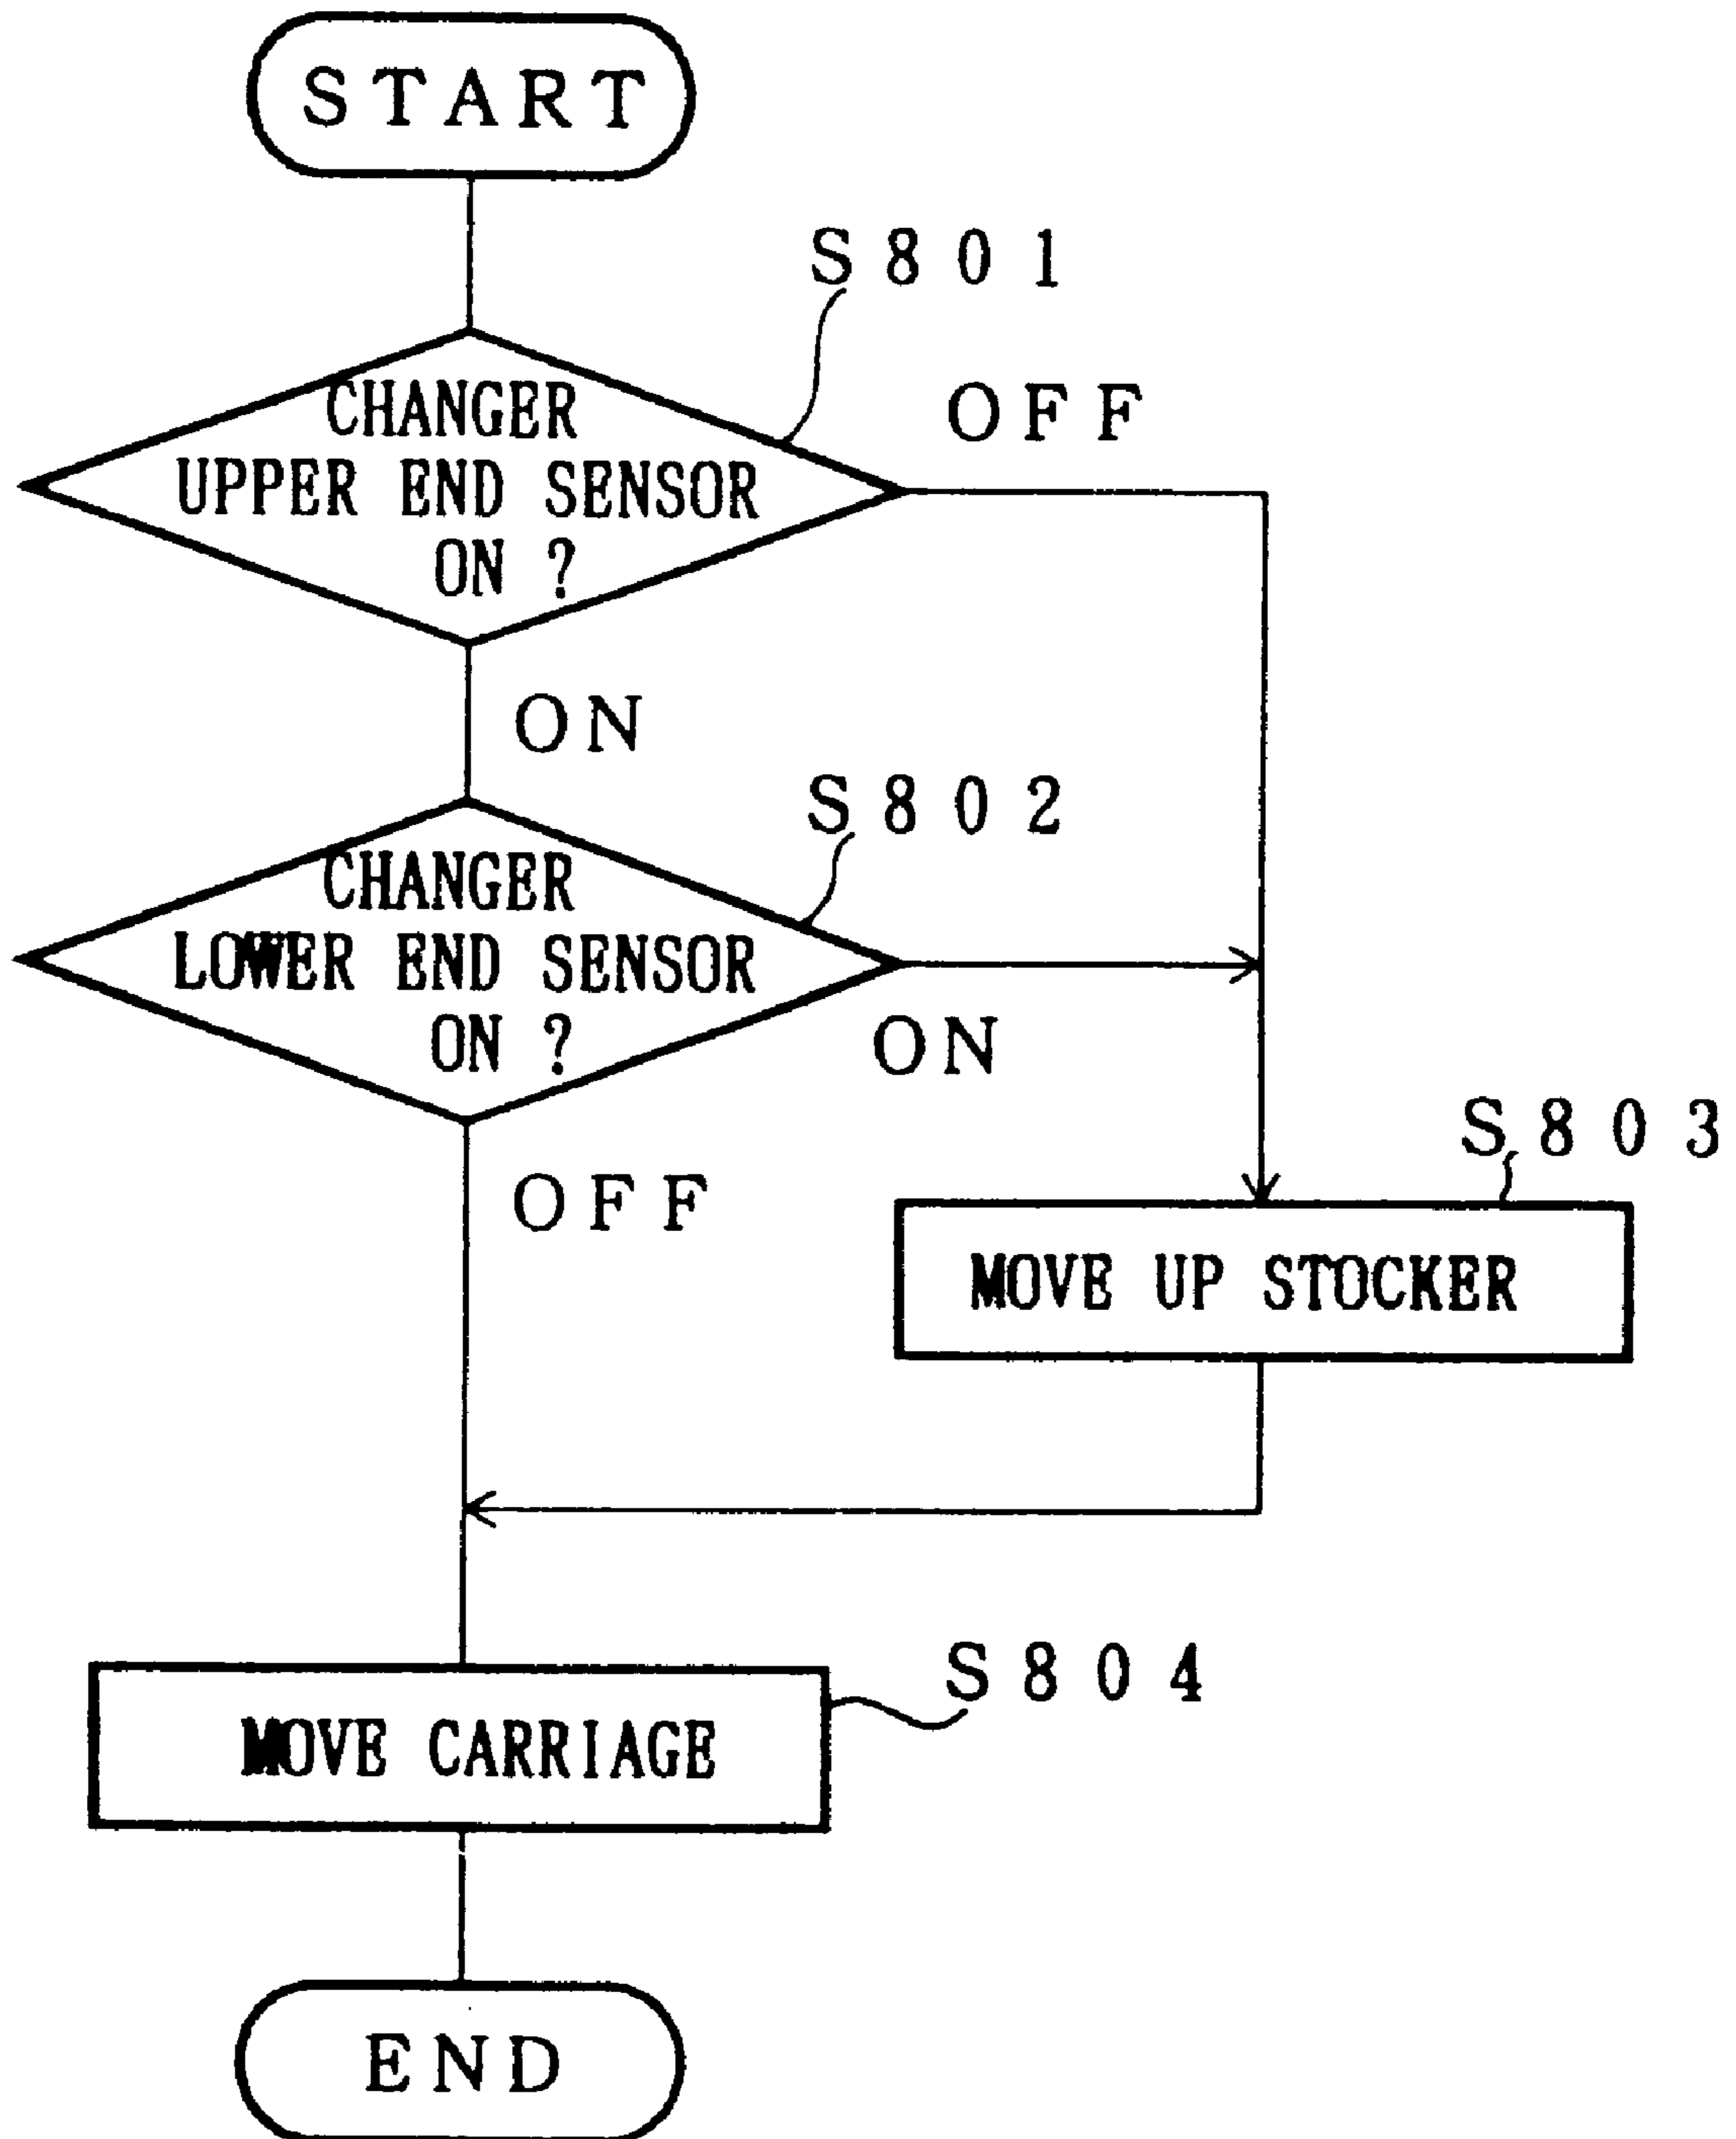 START
S801
CHANGER
UPPER END SENSOR
ON ?
OFF
ON
S802
CHANGER
LOWER END SENSOR
ON ?
ON
OFF
S803
MOVE UP STOCKER
S804
MOVE CARRIAGE
END